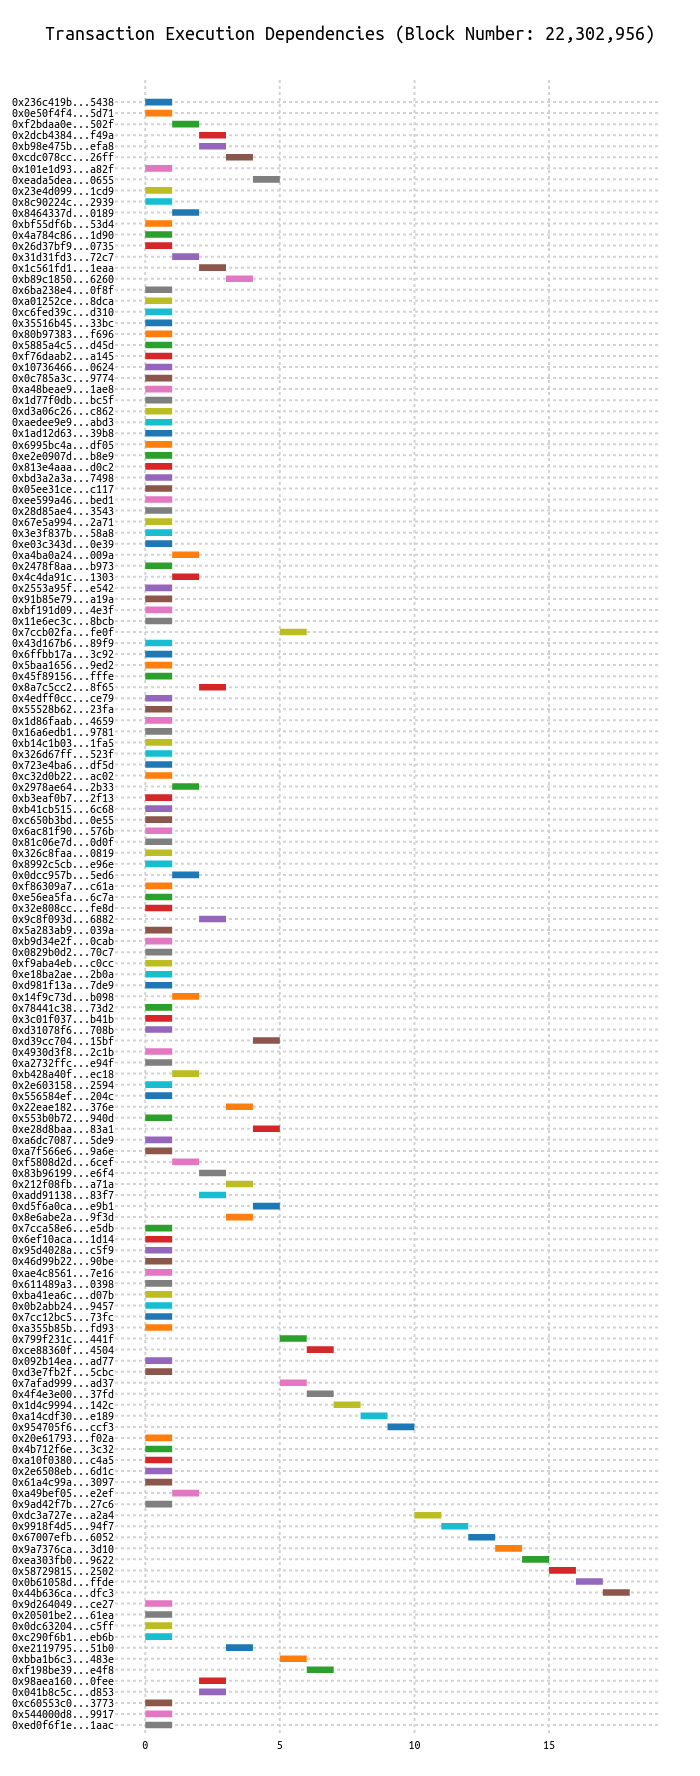 Transaction Execution Dependencies (Block Number: 22,302,956)
0x236c419b...5438
0x0e50f4f4...5d71
0xf2bdaa0e...502f
0x2dcb4384...f49a
0xb98e475b...efa8
0xcdc078cc...26ff
0x101e1d93...a82f
0xeada5dea...0655
0x23e4d099...1cd9
0x8c90224c...2939
0x8464337d...0189
0xbf55df6b...53d4
0x4a784c86...1d90
0x26d37bf9...0735
0x31d31fd3...72c7
0x1c561fd1...1eaa
0xb89c1850...6260
0x6ba238e4...0f8f
0xa01252ce...8dca
0xc6fed39c...d310
0x35516b45...33bc
0x80b97383...f696
0x5885a4c5...d45d
0xf76daab2...a145
0x10736466...0624
0x0c785a3c...9774
0xa48beae9...1ae8
0x1d77f0db...bc5f
0xd3a06c26...c862
0xaedee9e9...abd3
0x1ad12d63...39b8
0x6995bc4a...df05
0xe2e0907d...b8e9
0x813e4aaa...d0c2
0xbd3a2a3a...7498
0x05ee31ce...c117
0xee599a46...bed1
0x28d85ae4...3543
0x67e5a994...2a71
0x3e3f837b...58a8
0xe03c343d...0e39
0xa4ba0a24...009a
0x2478f8aa...b973
0x4c4da91c...1303
0x2553a95f...e542
0x91b85e79...a19a
0xbf191d09...4e3f
0x11e6ec3c...8bcb
0x7ccb02fa...fe0f
0x43d167b6...89f9
0x6ffbb17a...3c92
0x5baa1656...9ed2
0x45f89156...fffe
0x8a7c5cc2...8f65
0x4edff0cc...ce79
0x55528b62...23fa
0x1d86faab...4659
0x16a6edb1...9781
0xb14c1b03...1fa5
0x326d67ff...523f
0x723e4ba6...df5d
0xc32d0b22...ac02
0x2978ae64...2b33
0xb3eaf0b7...2f13
0xb41cb515...6c68
0xc650b3bd...0e55
0x6ac81f90...576b
0x81c06e7d...0d0f
0x326c8faa...0819
0x8992c5cb...e96e
0x0dcc957b...5ed6
0xf86309a7...c61a
0xe56ea5fa...6c7a
0x32e808cc...fe8d
0x9c8f093d...6882
0x5a283ab9...039a
0xb9d34e2f...0cab
0x0829b0d2...70c7
0xf9aba4eb...c0cc
0xe18ba2ae...2b0a
0xd981f13a...7de9
0x14f9c73d...b098
0x78441c38...73d2
0x3c01f037...b41b
0xd31078f6...708b
0xd39cc704...15bf
0x4930d3f8...2c1b
0xa2732ffc...e94f
0xb428a40f...ec18
0x2e603158...2594
0x556584ef...204c
0x22eae182...376e
0x553b0b72...940d
0xe28d8baa...83a1
0xa6dc7087...5de9
0xa7f566e6...9a6e
0xf5808d2d...6cef
0x83b96199...e6f4
0x212f08fb...a71a
0xadd91138...83f7
0xd5f6a0ca...e9b1
0x8e6abe2a...9f3d
0x7cca58e6...e5db
0x6ef10aca...1d14
0x95d4028a...c5f9
0x46d99b22...90be
0xae4c8561...7e16
0x611489a3...0398
0xba41ea6c...d07b
0x0b2abb24...9457
0x7cc12bc5...73fc
0xa355b85b...fd93
0x799f231c...441f
0xce88360f...4504
0x092b14ea...ad77
0xd3e7fb2f...5cbc
0x7afad999...ad37
0x4f4e3e00...37fd
0x1d4c9994...142c
0xa14cdf30...e189
0x954705f6...ccf3
0x20e61793...f02a
0x4b712f6e...3c32
0xa10f0380...c4a5
0x2e6508eb...6d1c
0x61a4c99a...3097
0xa49bef05...e2ef
0x9ad42f7b...27c6
0xdc3a727e...a2a4
0x9918f4d5...94f7
0x67007efb...6052
0x9a7376ca...3d10
0xea303fb0...9622
0x58729815...2502
0x0b61058d...ffde
0x44b636ca...dfc3
0x9d264049...ce27
0x20501be2...61ea
0x0dc63204...c5ff
0xc290f6b1...eb6b
0xe2119795...51b0
0xbba1b6c3...483e
0xf198be39...e4f8
0x98aea160...0fee
0x041b8c5c...d853
0xc60553c0...3773
0x544000d8...9917
0xed0f6f1e...1aac
0 5 10 15